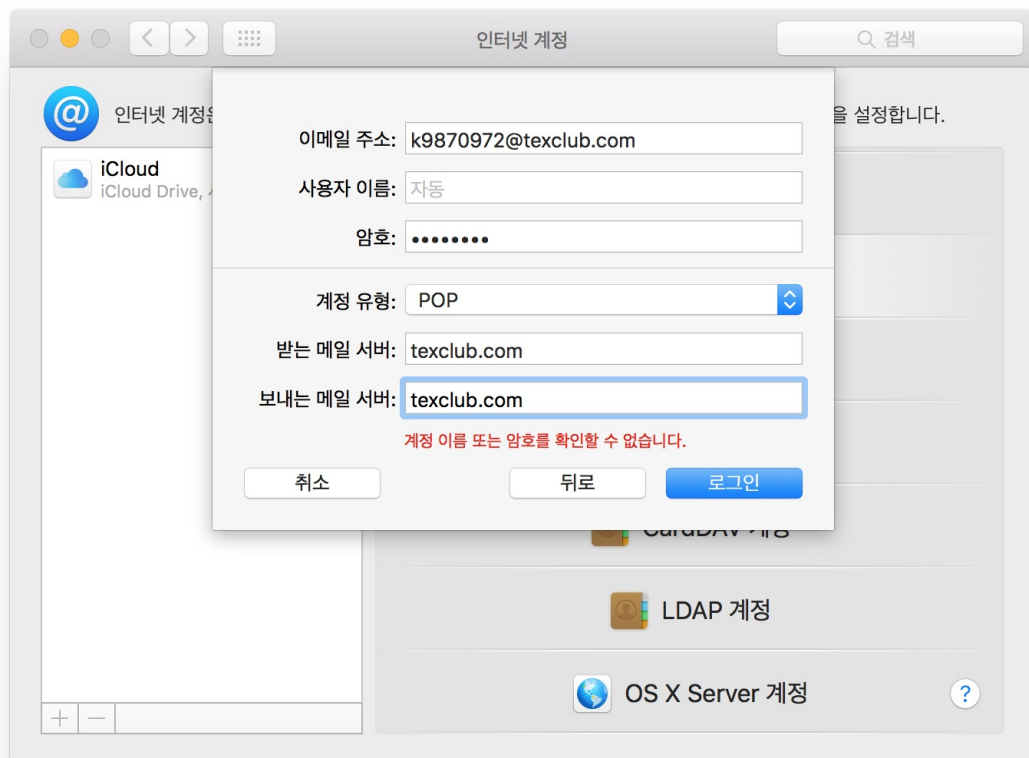 인터넷 계정
검색
인터넷 계정은
을 설정합니다.
iCloud
iCloud Drive,
이메일 주소: k9870972@texclub.com
사용자 이름: 자동
암호: ••••••••
계정 유형: POP
받는 메일 서버: texclub.com
보내는 메일 서버: texclub.com
계정 이름 또는 암호를 확인할 수 없습니다.
취소 뒤로 로그인
CardDAV 계정
LDAP 계정
OS X Server 계정
?